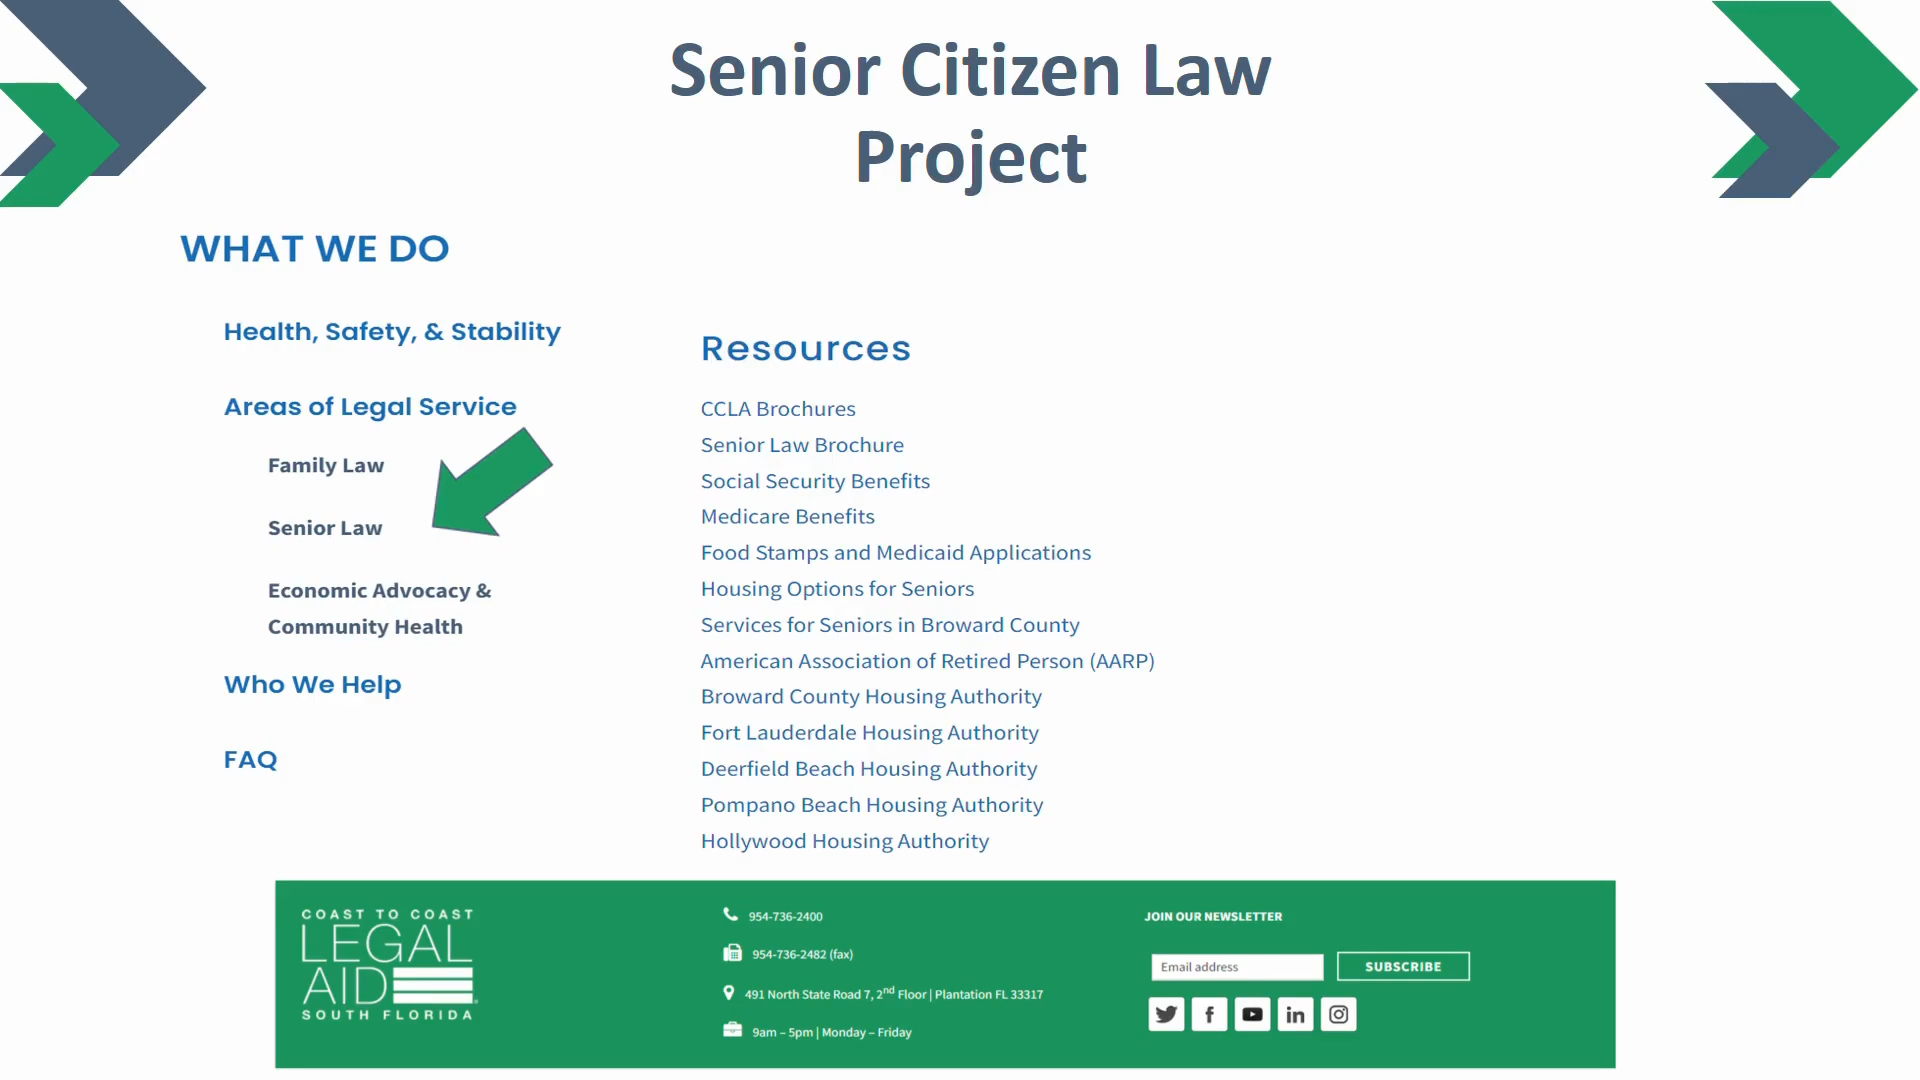 Senior Citizen Law
Project
WHAT WE DO
Health, Safety, & Stability
Areas of Legal Service
Family Law
Senior Law
Economic Advocacy &
Community Health
Who We Help
FAQ
Resources
CCLA Brochures
Senior Law Brochure
Social Security Benefits
Medicare Benefits
Food Stamps and Medicaid Applications
Housing Options for Seniors
Services for Seniors in Broward County
American Association of Retired Person (AARP)
Broward County Housing Authority
Fort Lauderdale Housing Authority
Deerfield Beach Housing Authority
Pompano Beach Housing Authority
Hollywood Housing Authority
COAST TO COAST
LEGAL
AID
SOUTH FLORIDA
954-736-2400
954-736-2482 (fax)
491 North State Road 7, 2nd Floor | Plantation FL 33317
9am – 5pm | Monday – Friday
JOIN OUR NEWSLETTER
Email address
SUBSCRIBE